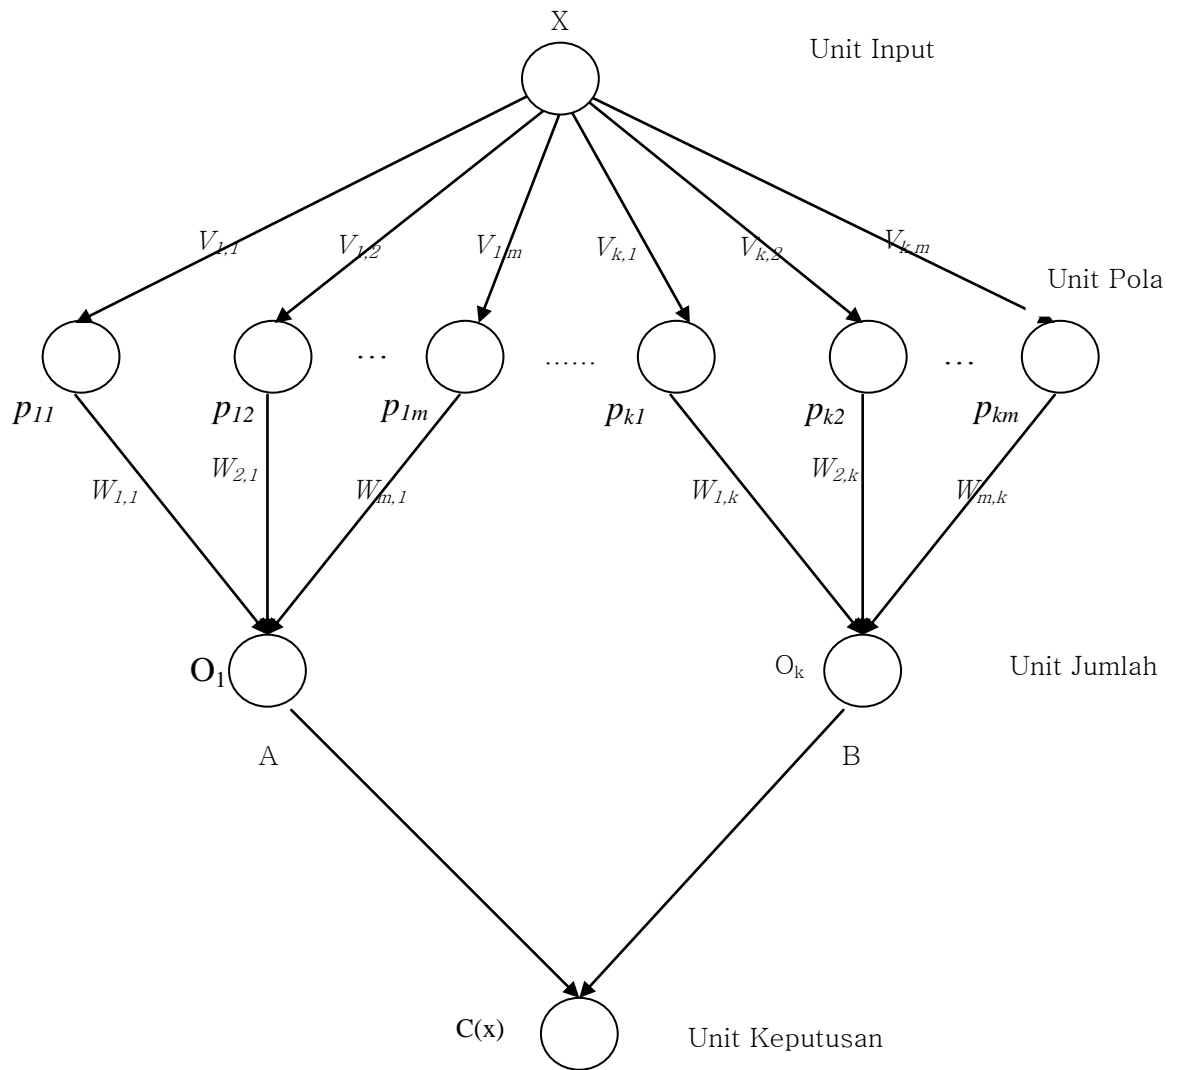 X
Unit Input
V1,1
V1,2
V1,m
Vk,1
Vk,2
Vk,m
Unit Pola
...
......
...
p11
p12
p1m
pk1
pk2
pkm
W1,1
W2,1
Wm,1
W1,k
W2,k
Wm,k
O1
Ok
Unit Jumlah
A
B
C(x)
Unit Keputusan